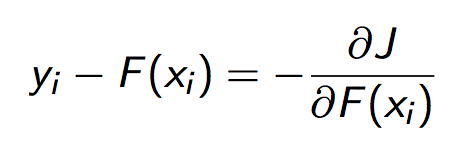 yᵢ − F(xᵢ) = − ∂J / ∂F(xᵢ)